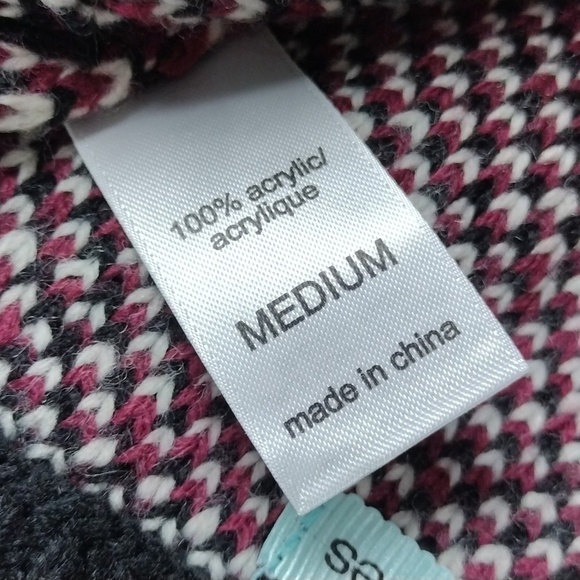 100% acrylic/
acrylique
MEDIUM
made in china